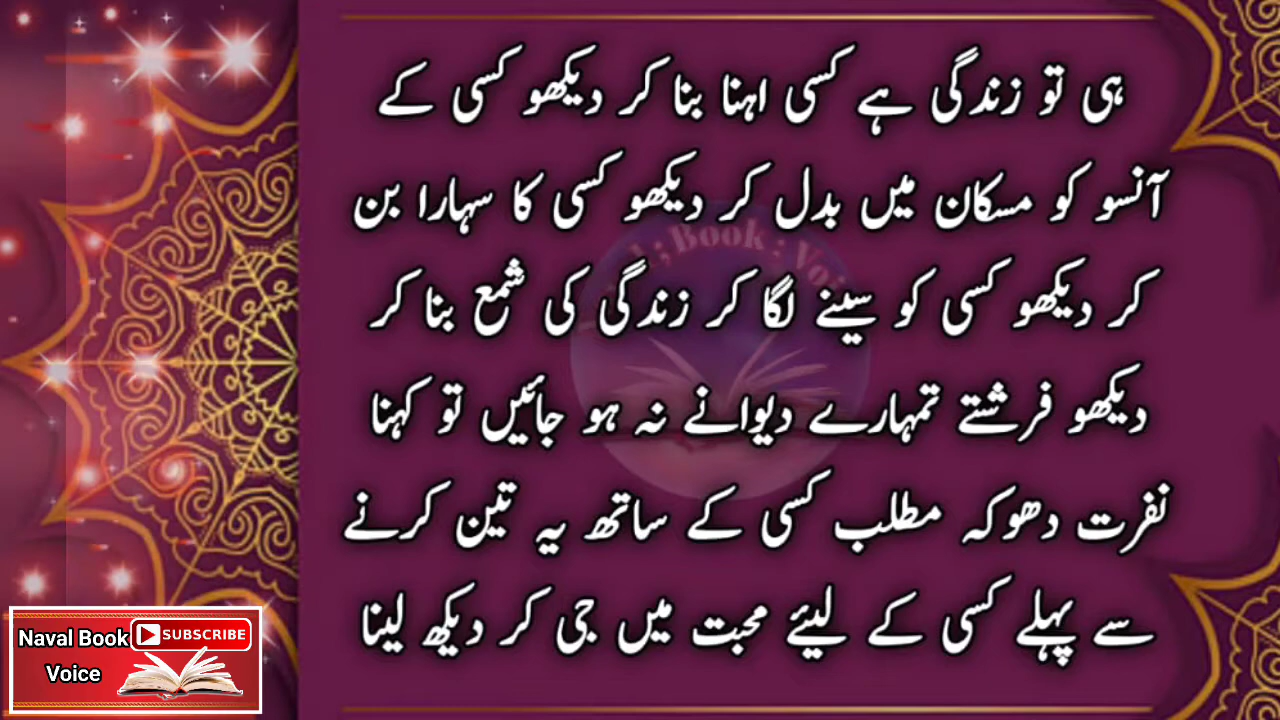 ہی تو زندگی ہے کسی اہنا بنا کر دیکھو کسی کے
آنسو کو مسکان میں بدل کر دیکھو کسی کا سہارا بن
کر دیکھو کسی کو سینے لگا کر زندگی کی شمع بنا کر
دیکھو فرشتے تمہارے دیوانے نہ ہو جائیں تو کہنا
نفرت دھوکہ مطلب کسی کے ساتھ یہ تین کرنے
سے پہلے کسی کے لیئے محبت میں جی کر دیکھ لینا
; Book ; Voi
Naval Book
SUBSCRIBE
Voice